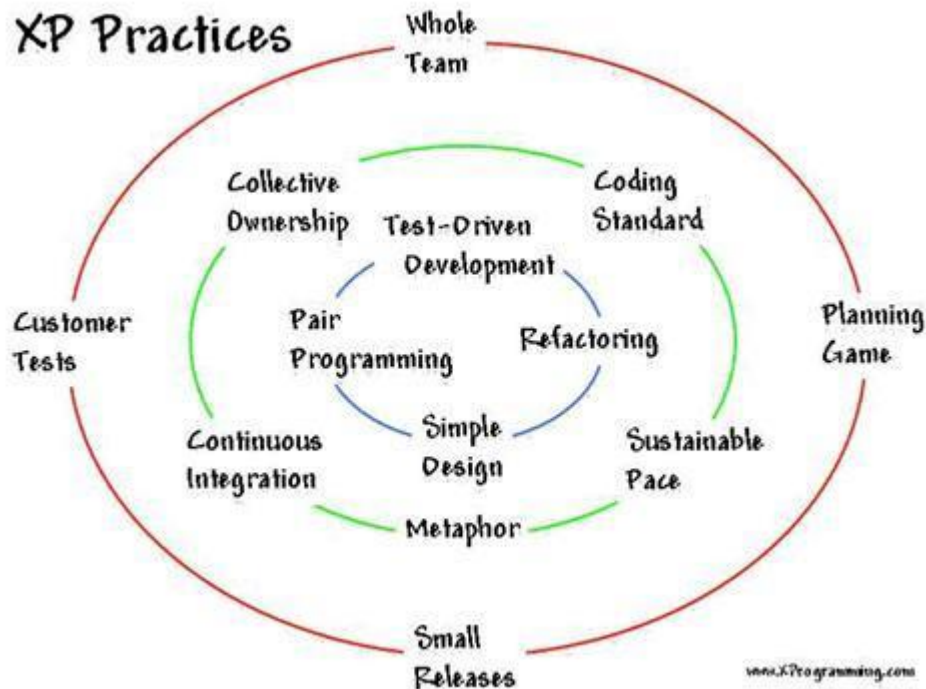 XP Practices
Whole
Team
Collective
Ownership
Coding
Standard
Test-Driven
Development
Customer
Tests
Pair
Programming
Refactoring
Planning
Game
Continuous
Integration
Simple
Design
Sustainable
Pace
Metaphor
Small
Releases
www.XProgramming.com